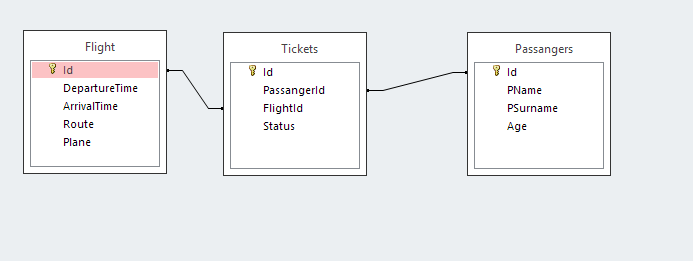 Flight
Id
DepartureTime
ArrivalTime
Route
Plane
Tickets
Id
PassangerId
FlightId
Status
Passangers
Id
PName
PSurname
Age